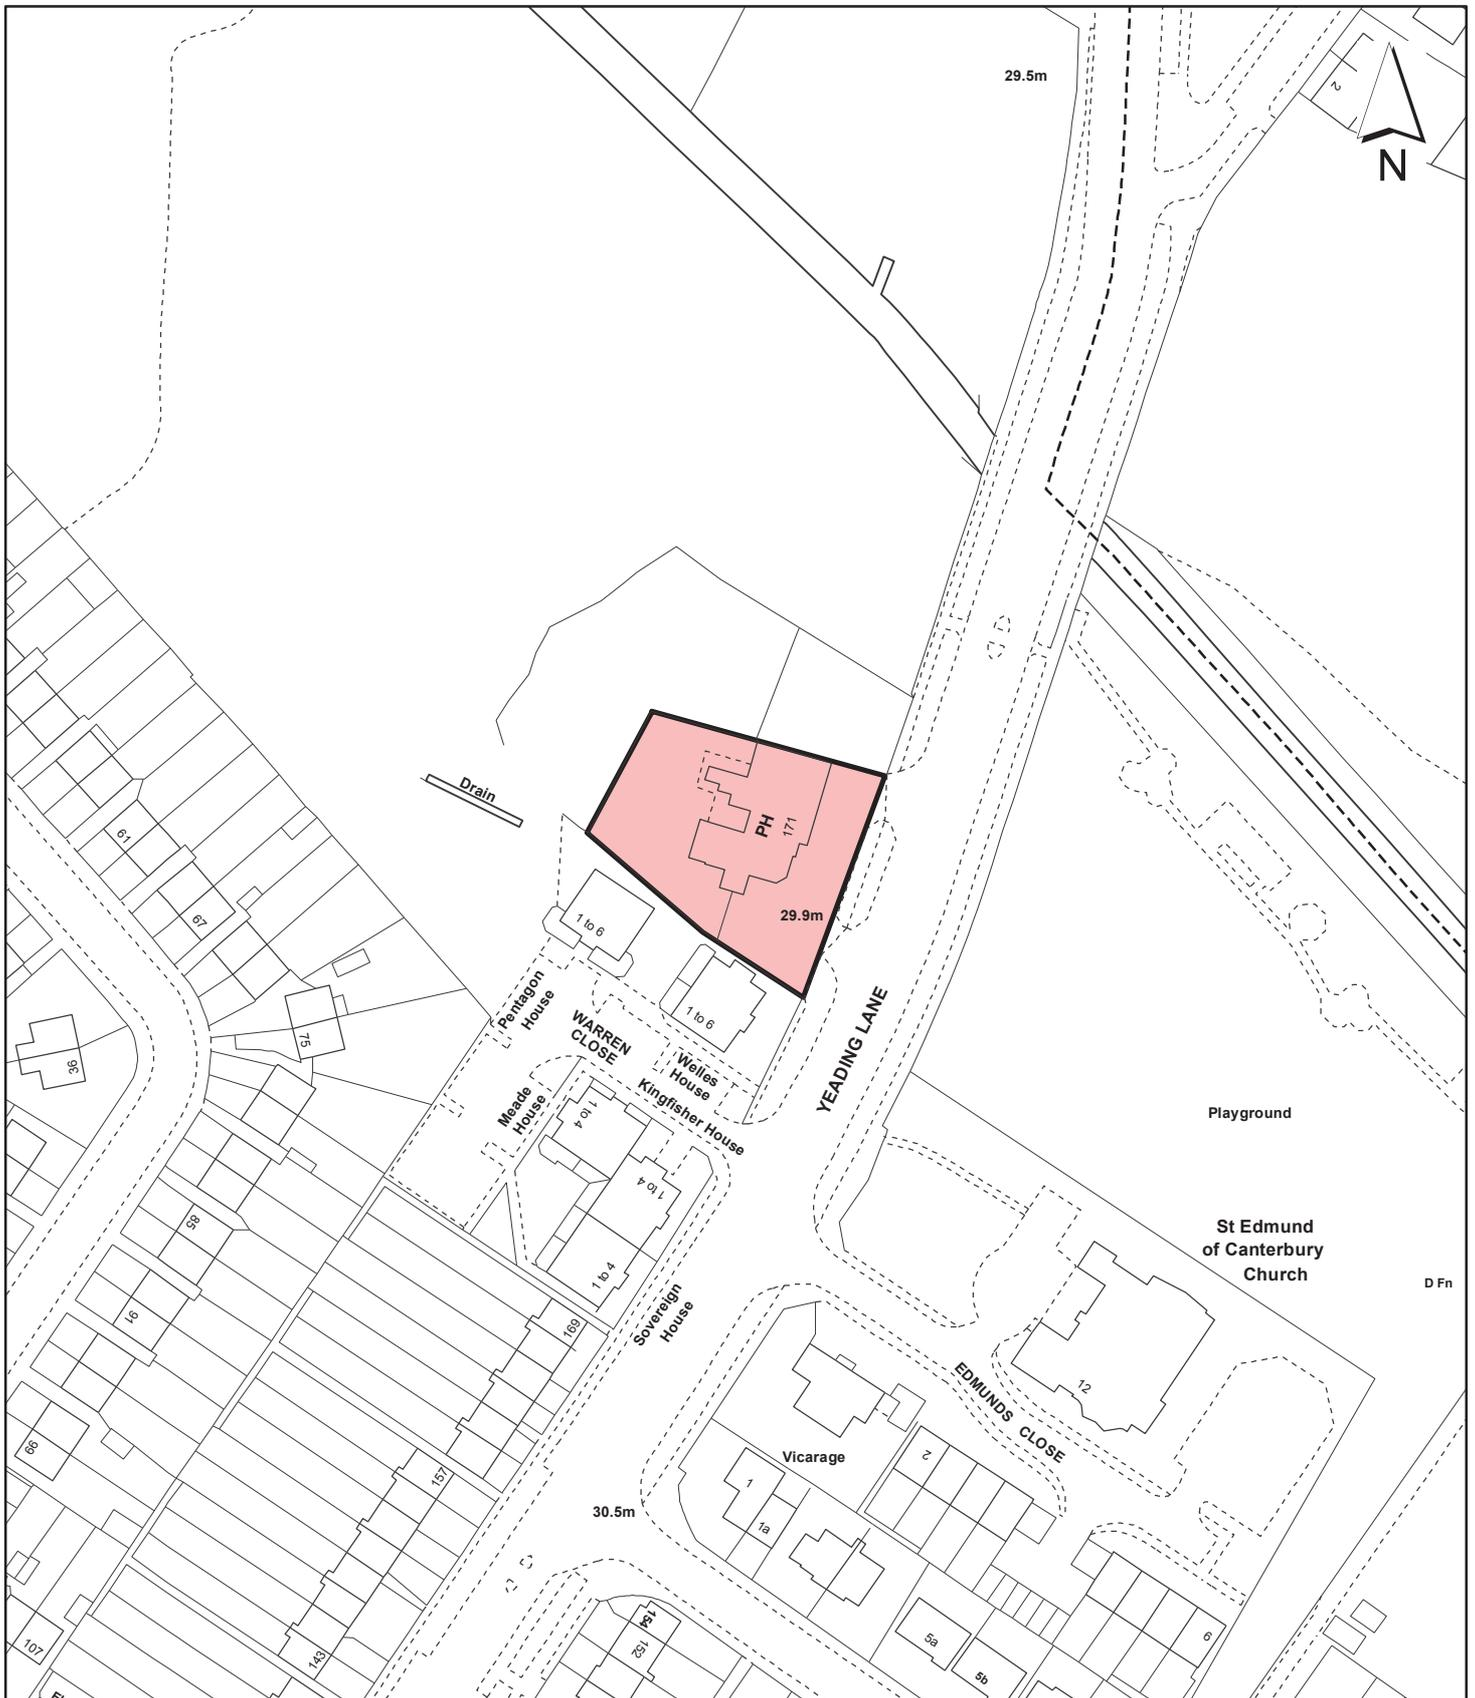 29.5m
2
N
Drain
PH
171
61
67
29.9m
1 to 6
Pentagon
House
1 to 6
WARREN
CLOSE
75
36
Welles
House
Kingfisher House
YEADING LANE
Meade
House
1 to 4
Playground
1 to 4
85
St Edmund
of Canterbury
Church
D Fn
1 to 4
91
Sovereign
House
169
12
EDMUNDS CLOSE
99
Vicarage
2
157
1
1a
30.5m
154
152
5a
6
5b
107
143